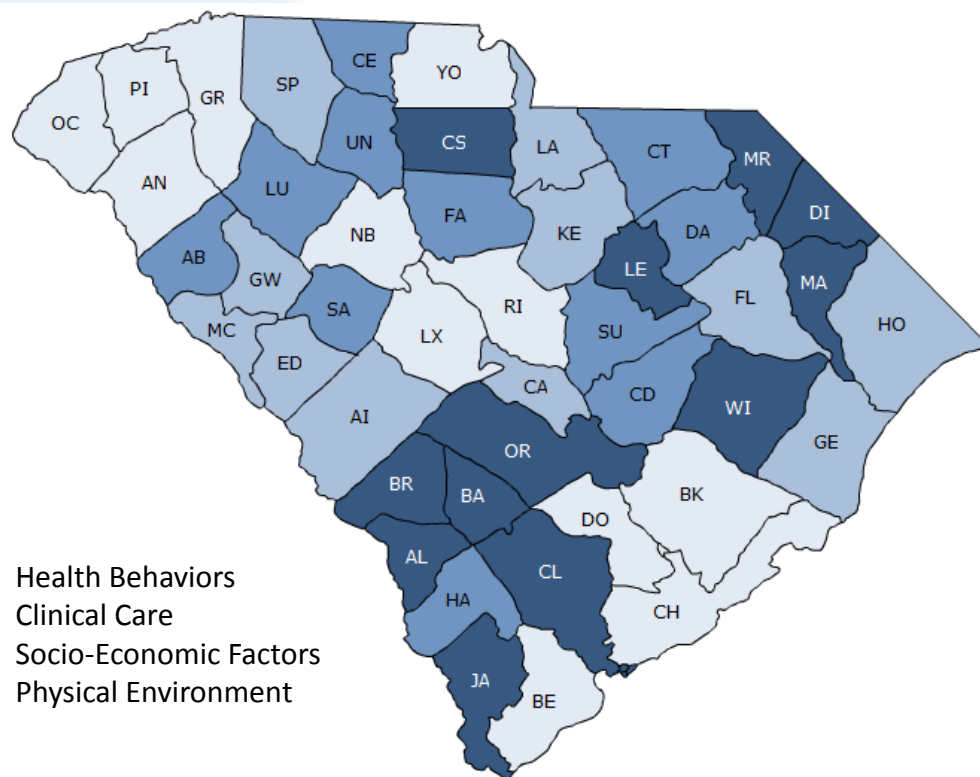 CE
YO
PI
SP
OC
GR
UN
CS
LA
CT
MR
AN
LU
DI
FA
NB
KE
DA
AB
GW
LE
MA
SA
RI
FL
HO
MC
LX
SU
ED
CA
CD
WI
AI
GE
OR
BR
BA
BK
DO
AL
CL
HA
CH
JA
BE
Health Behaviors
Clinical Care
Socio-Economic Factors
Physical Environment